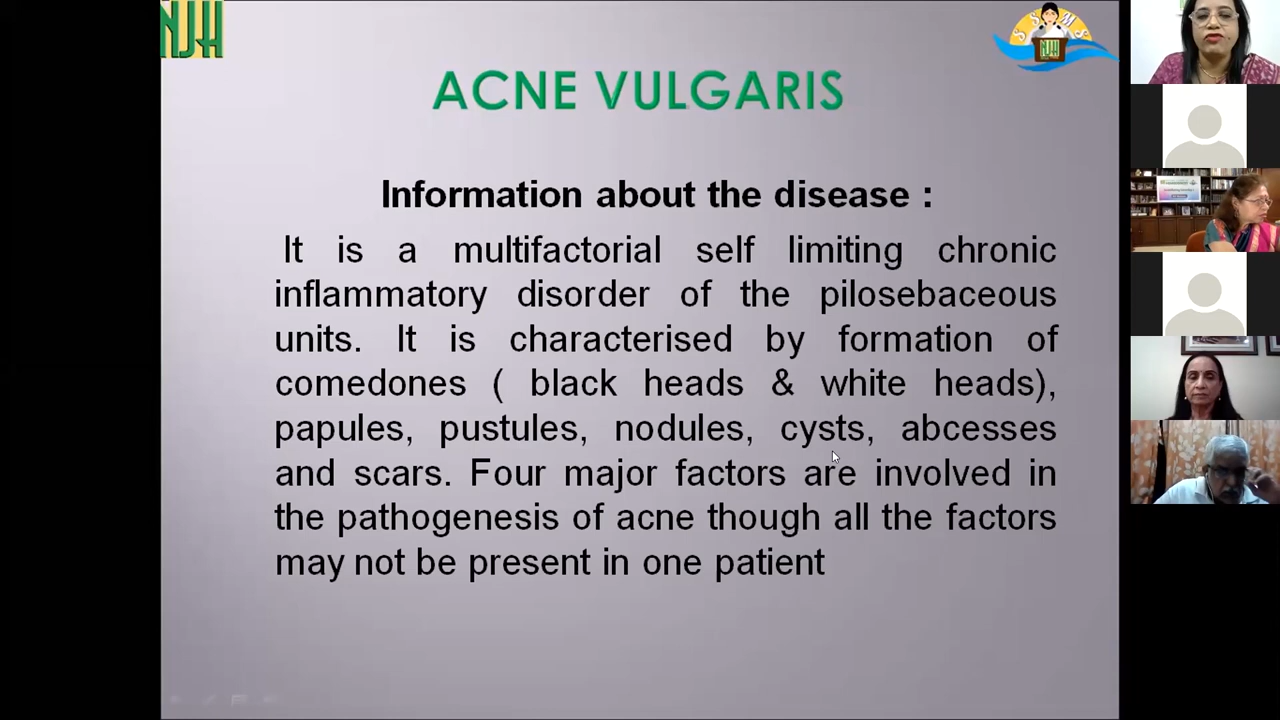 NJH
SSMS
NJH
ACNE VULGARIS
Information about the disease :
It is a multifactorial self limiting chronic
inflammatory disorder of the pilosebaceous
units. It is characterised by formation of
comedones ( black heads & white heads),
papules, pustules, nodules, cysts, abcesses
and scars. Four major factors are involved in
the pathogenesis of acne though all the factors
may not be present in one patient